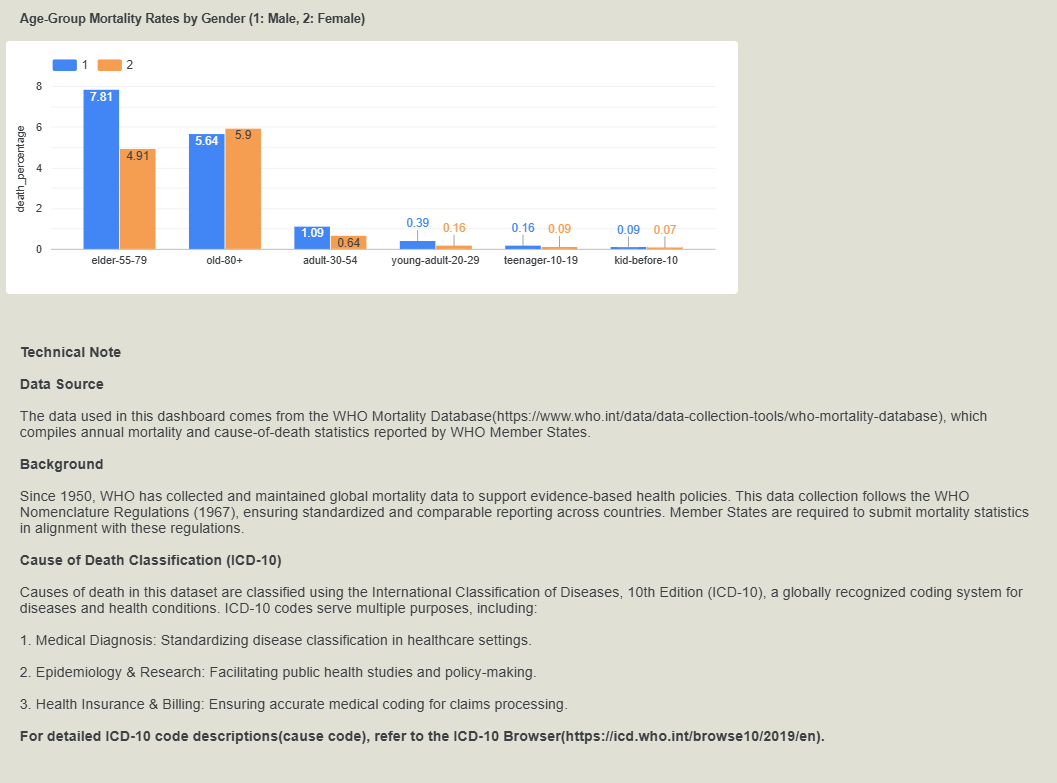 Age-Group Mortality Rates by Gender (1: Male, 2: Female)
1 2
death_percentage
8
6
4
2
0
7.81
4.91
5.64
5.9
1.09
0.64
0.39
0.16
0.16
0.09
0.09
0.07
elder-55-79
old-80+
adult-30-54
young-adult-20-29
teenager-10-19
kid-before-10
Technical Note
Data Source
The data used in this dashboard comes from the WHO Mortality Database(https://www.who.int/data/data-collection-tools/who-mortality-database), which
compiles annual mortality and cause-of-death statistics reported by WHO Member States.
Background
Since 1950, WHO has collected and maintained global mortality data to support evidence-based health policies. This data collection follows the WHO
Nomenclature Regulations (1967), ensuring standardized and comparable reporting across countries. Member States are required to submit mortality statistics
in alignment with these regulations.
Cause of Death Classification (ICD-10)
Causes of death in this dataset are classified using the International Classification of Diseases, 10th Edition (ICD-10), a globally recognized coding system for
diseases and health conditions. ICD-10 codes serve multiple purposes, including:
1. Medical Diagnosis: Standardizing disease classification in healthcare settings.
2. Epidemiology & Research: Facilitating public health studies and policy-making.
3. Health Insurance & Billing: Ensuring accurate medical coding for claims processing.
For detailed ICD-10 code descriptions(cause code), refer to the ICD-10 Browser(https://icd.who.int/browse10/2019/en).